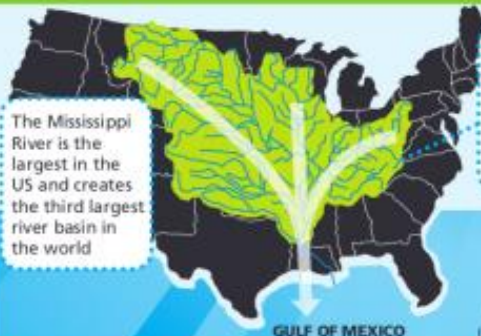 The Mississippi
River is the
largest in the
US and creates
the third largest
river basin in
the world
GULF OF MEXICO